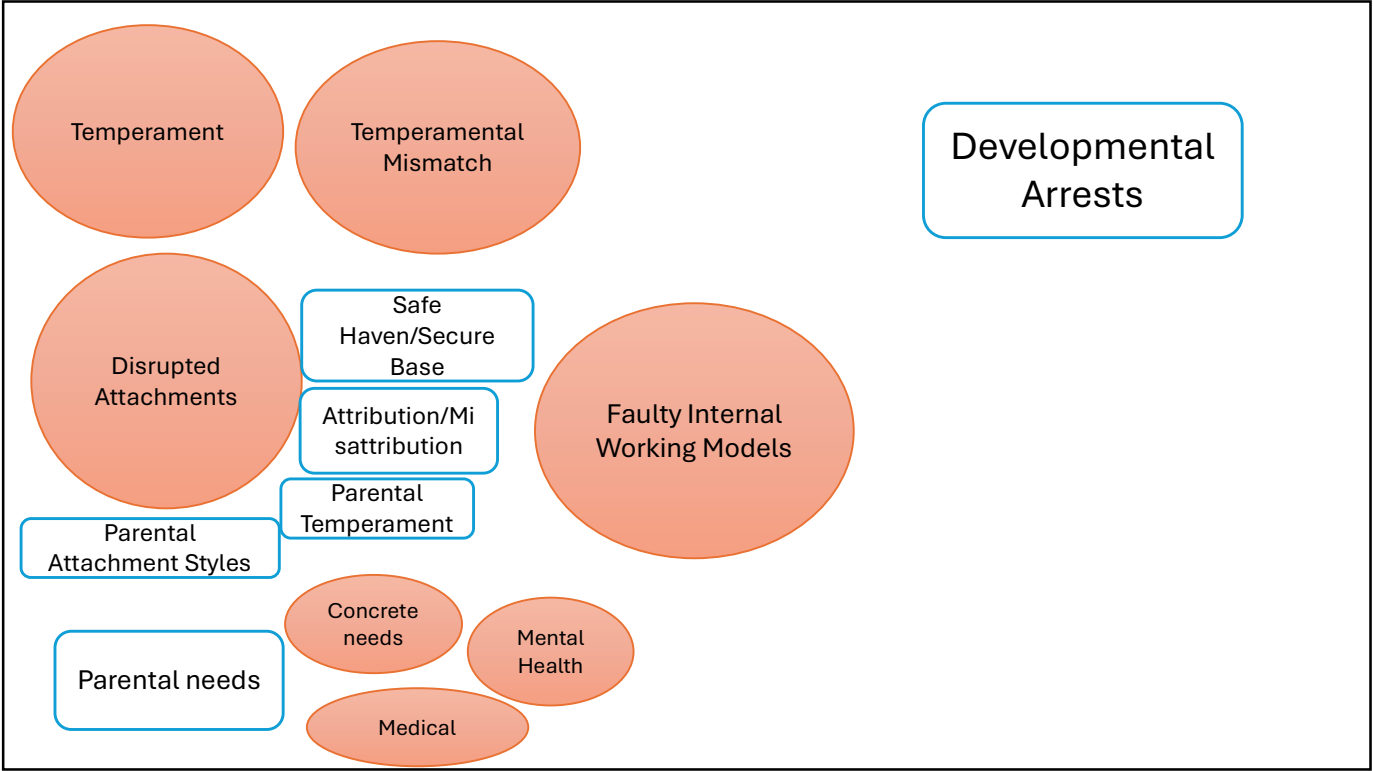 Temperament
Temperamental
Mismatch
Developmental
Arrests
Disrupted
Attachments
Safe
Haven/Secure
Base
Attribution/Mi
sattribution
Parental
Temperament
Faulty Internal
Working Models
Parental
Attachment Styles
Parental needs
Concrete
needs
Mental
Health
Medical